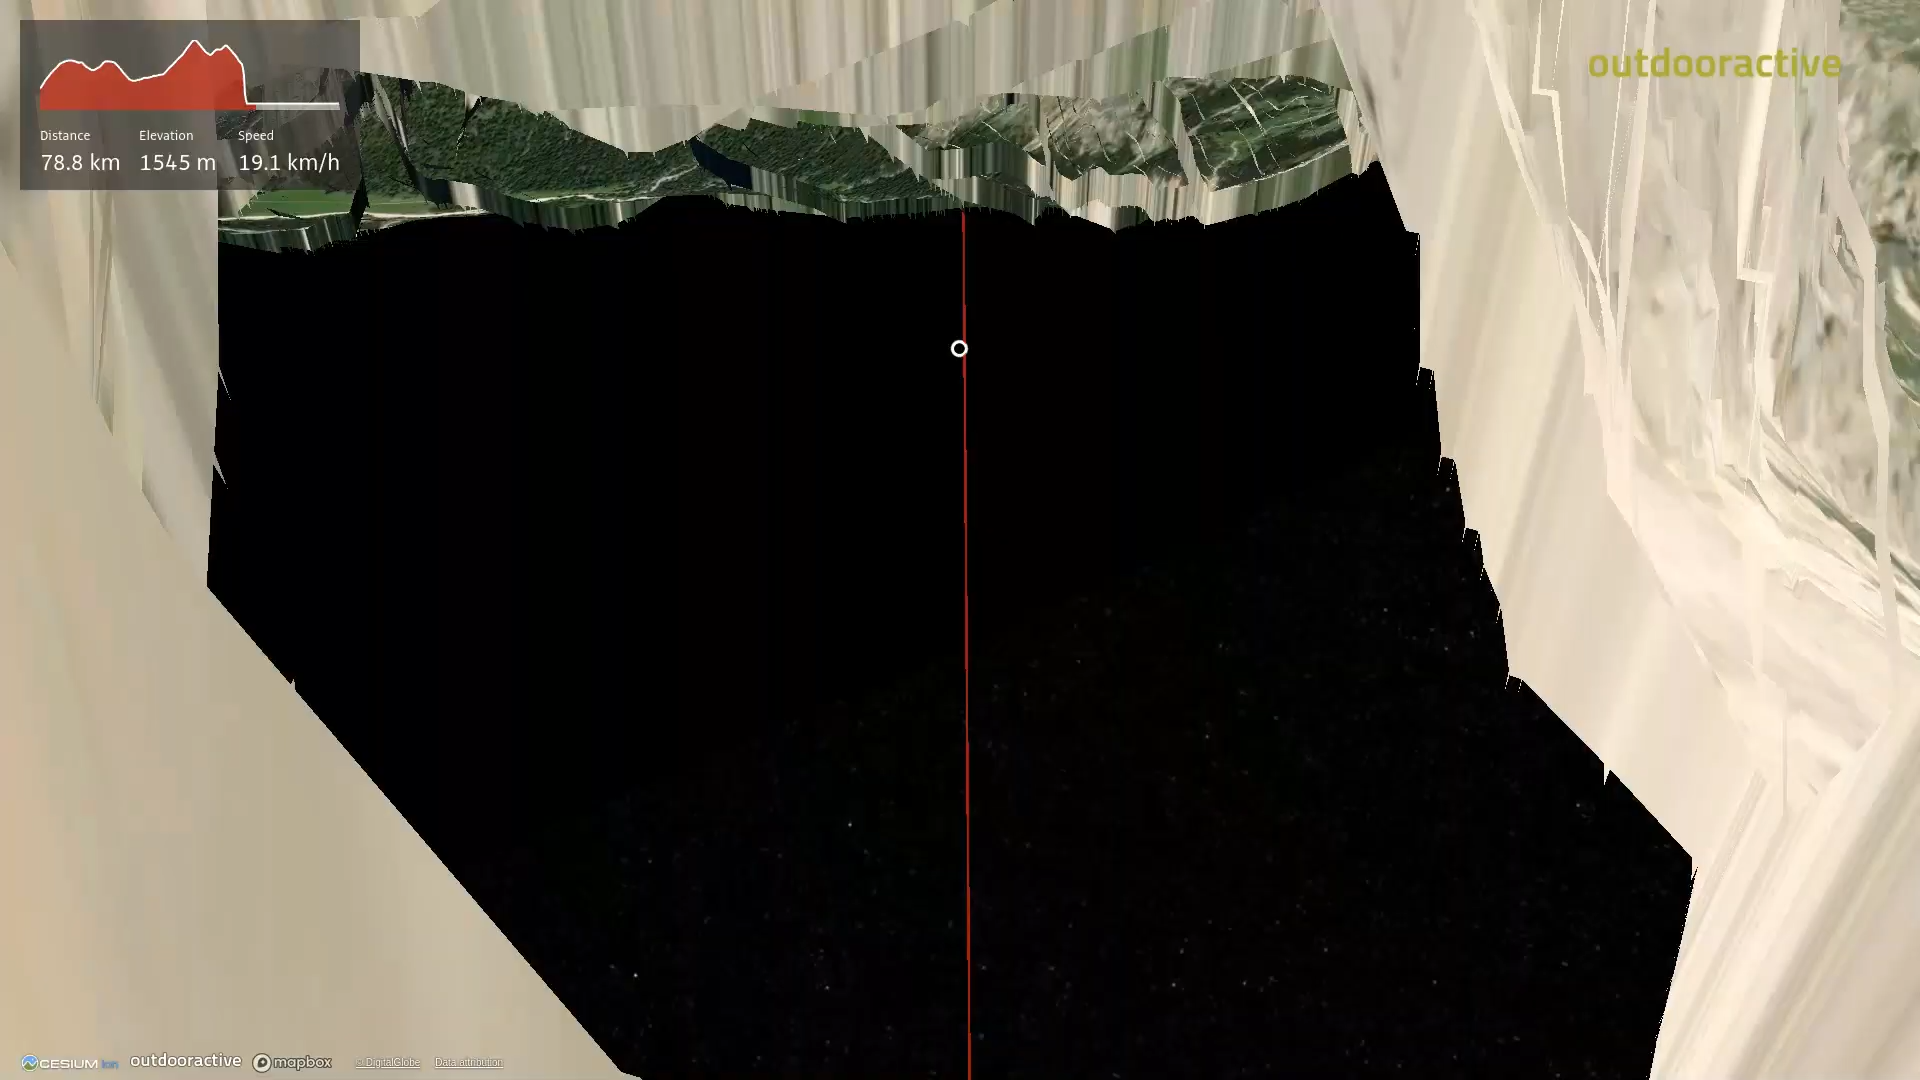 outdooractive
Distance Elevation Speed
78.8 km 1545 m 19.1 km/h
CESIUM ion outdooractive mapbox © DigitalGlobe Data attribution